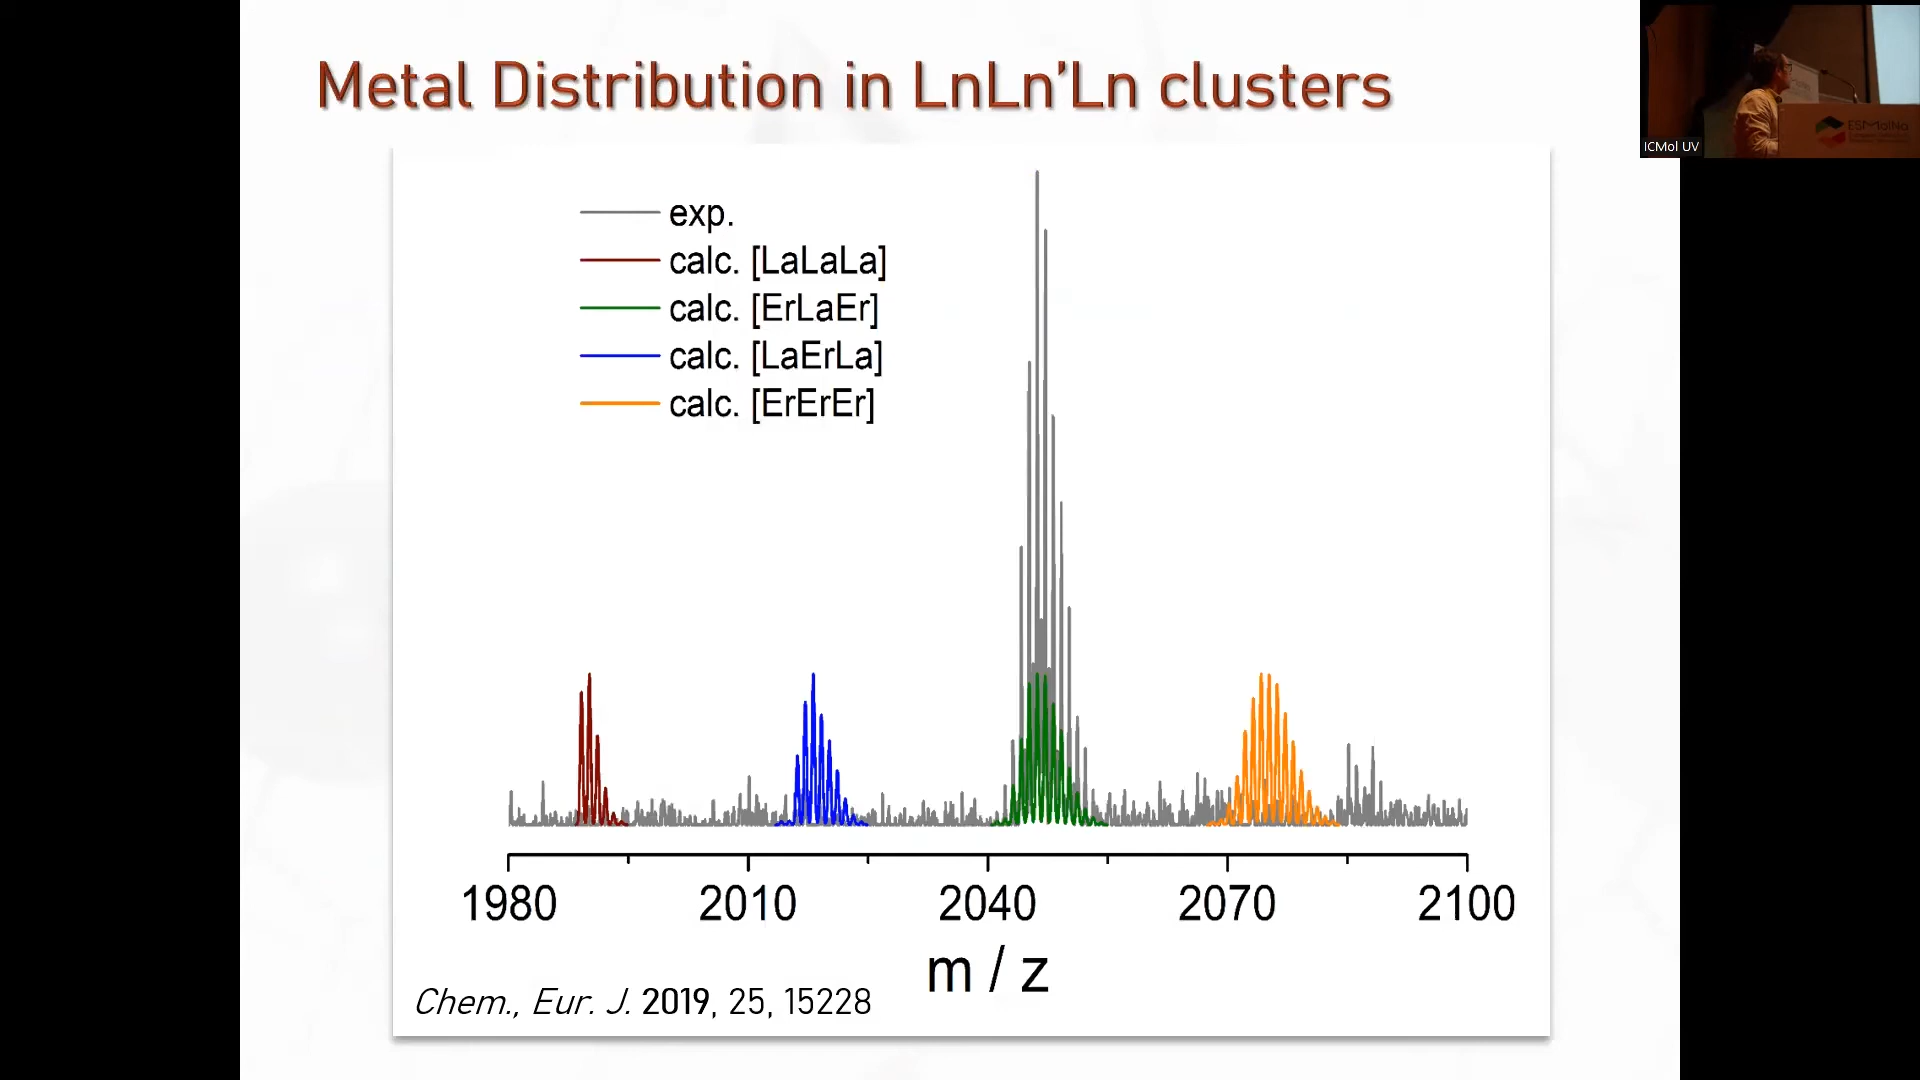 Metal Distribution in LnLn'Ln clusters
exp.
calc. [LaLaLa]
calc. [ErLaEr]
calc. [LaErLa]
calc. [ErErEr]
1980 2010 2040 2070 2100
m / z
Chem., Eur. J. 2019, 25, 15228
ICMol UV
ESMolNa